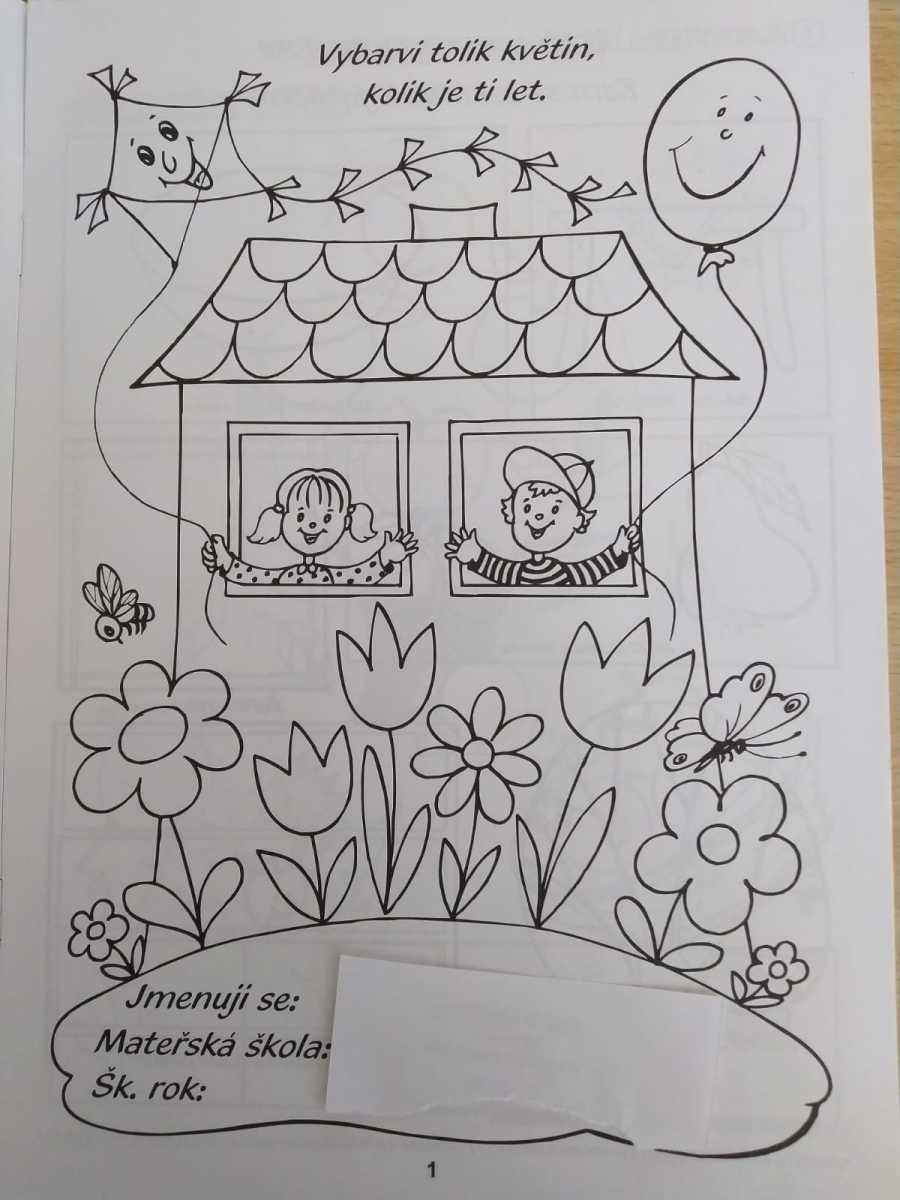 Vybarvi tolik květin,
kolik je ti let.
Jmenuji se:
Mateřská škola:
Šk. rok:
1